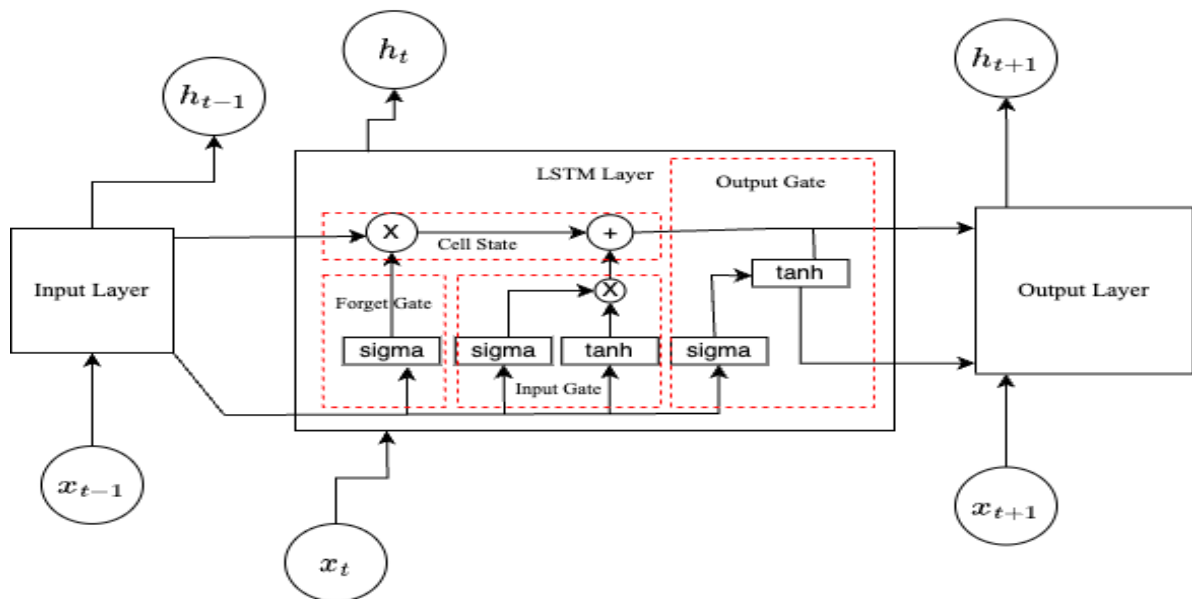 h_t
h_{t-1}
h_{t+1}
LSTM Layer
Output Gate
X
+
Cell State
tanh
Input Layer
Output Layer
Forget Gate
X
sigma
sigma
tanh
sigma
Input Gate
x_{t-1}
x_{t+1}
x_t